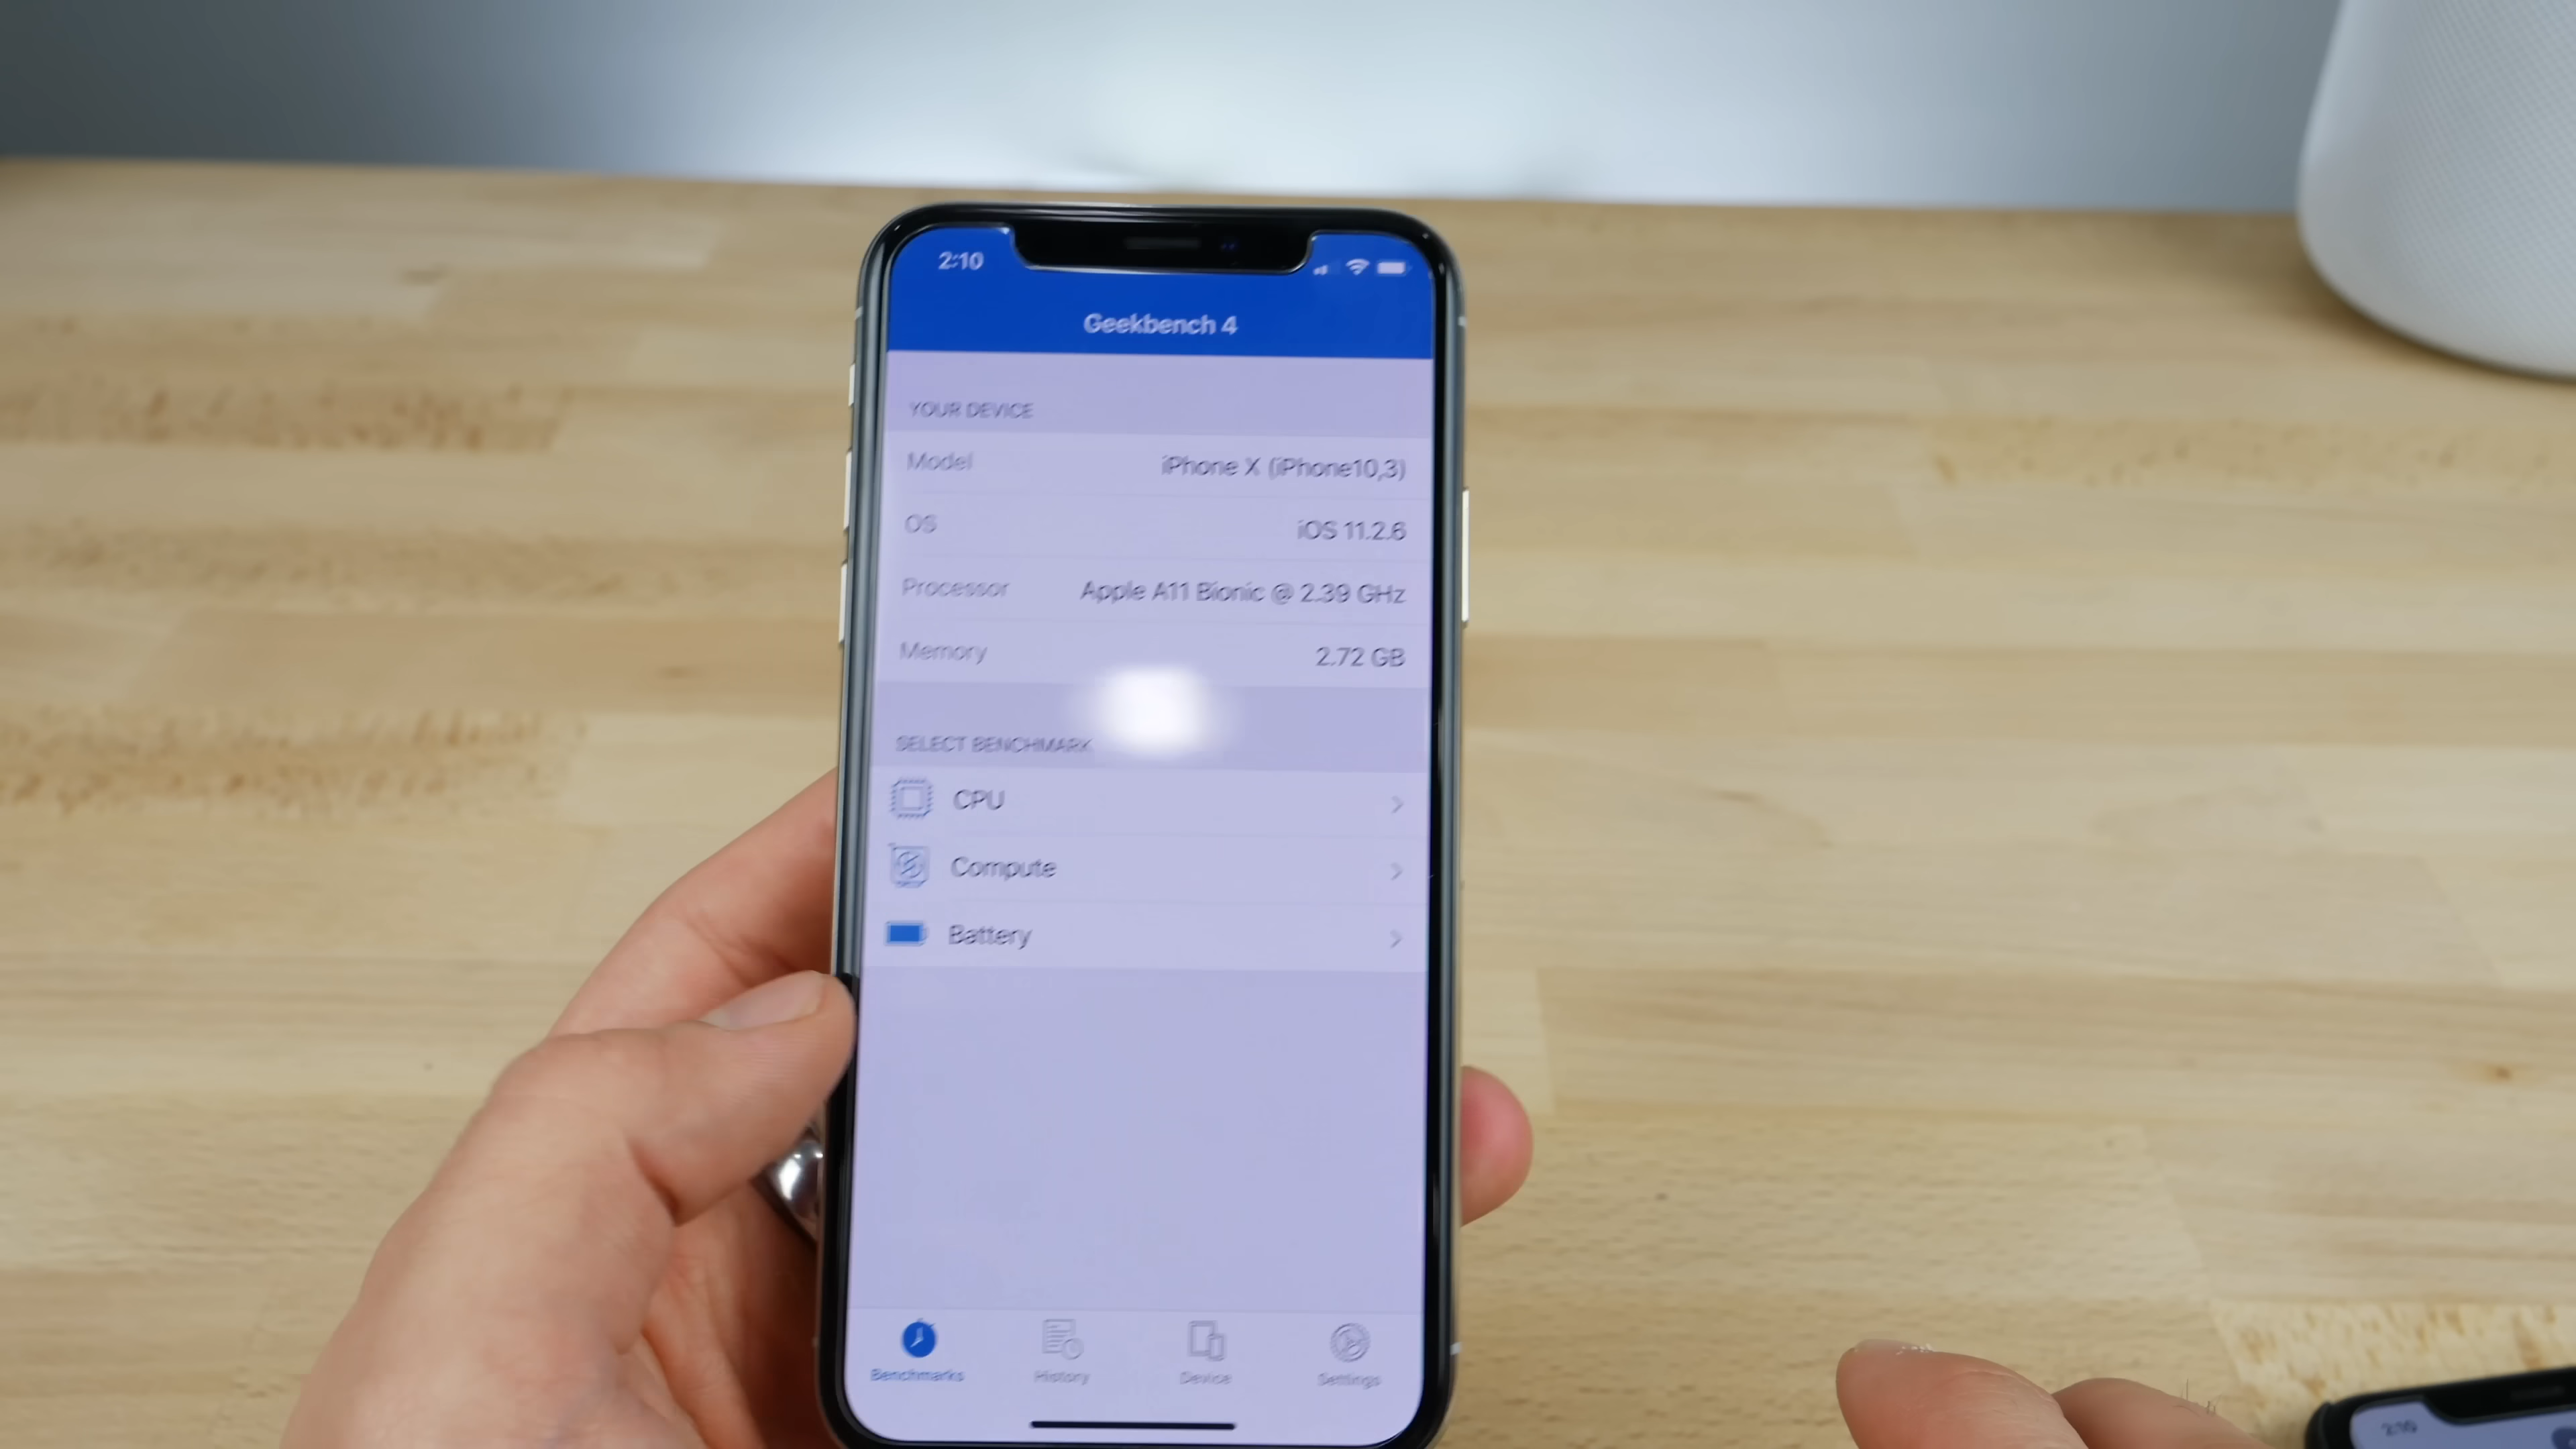 2:10
Geekbench 4
YOUR DEVICE
Model iPhone X (iPhone10,3)
OS iOS 11.2.6
Processor Apple A11 Bionic @ 2.39 GHz
Memory 2.72 GB
SELECT BENCHMARK
CPU
Compute
Battery
Benchmarks History Device Settings